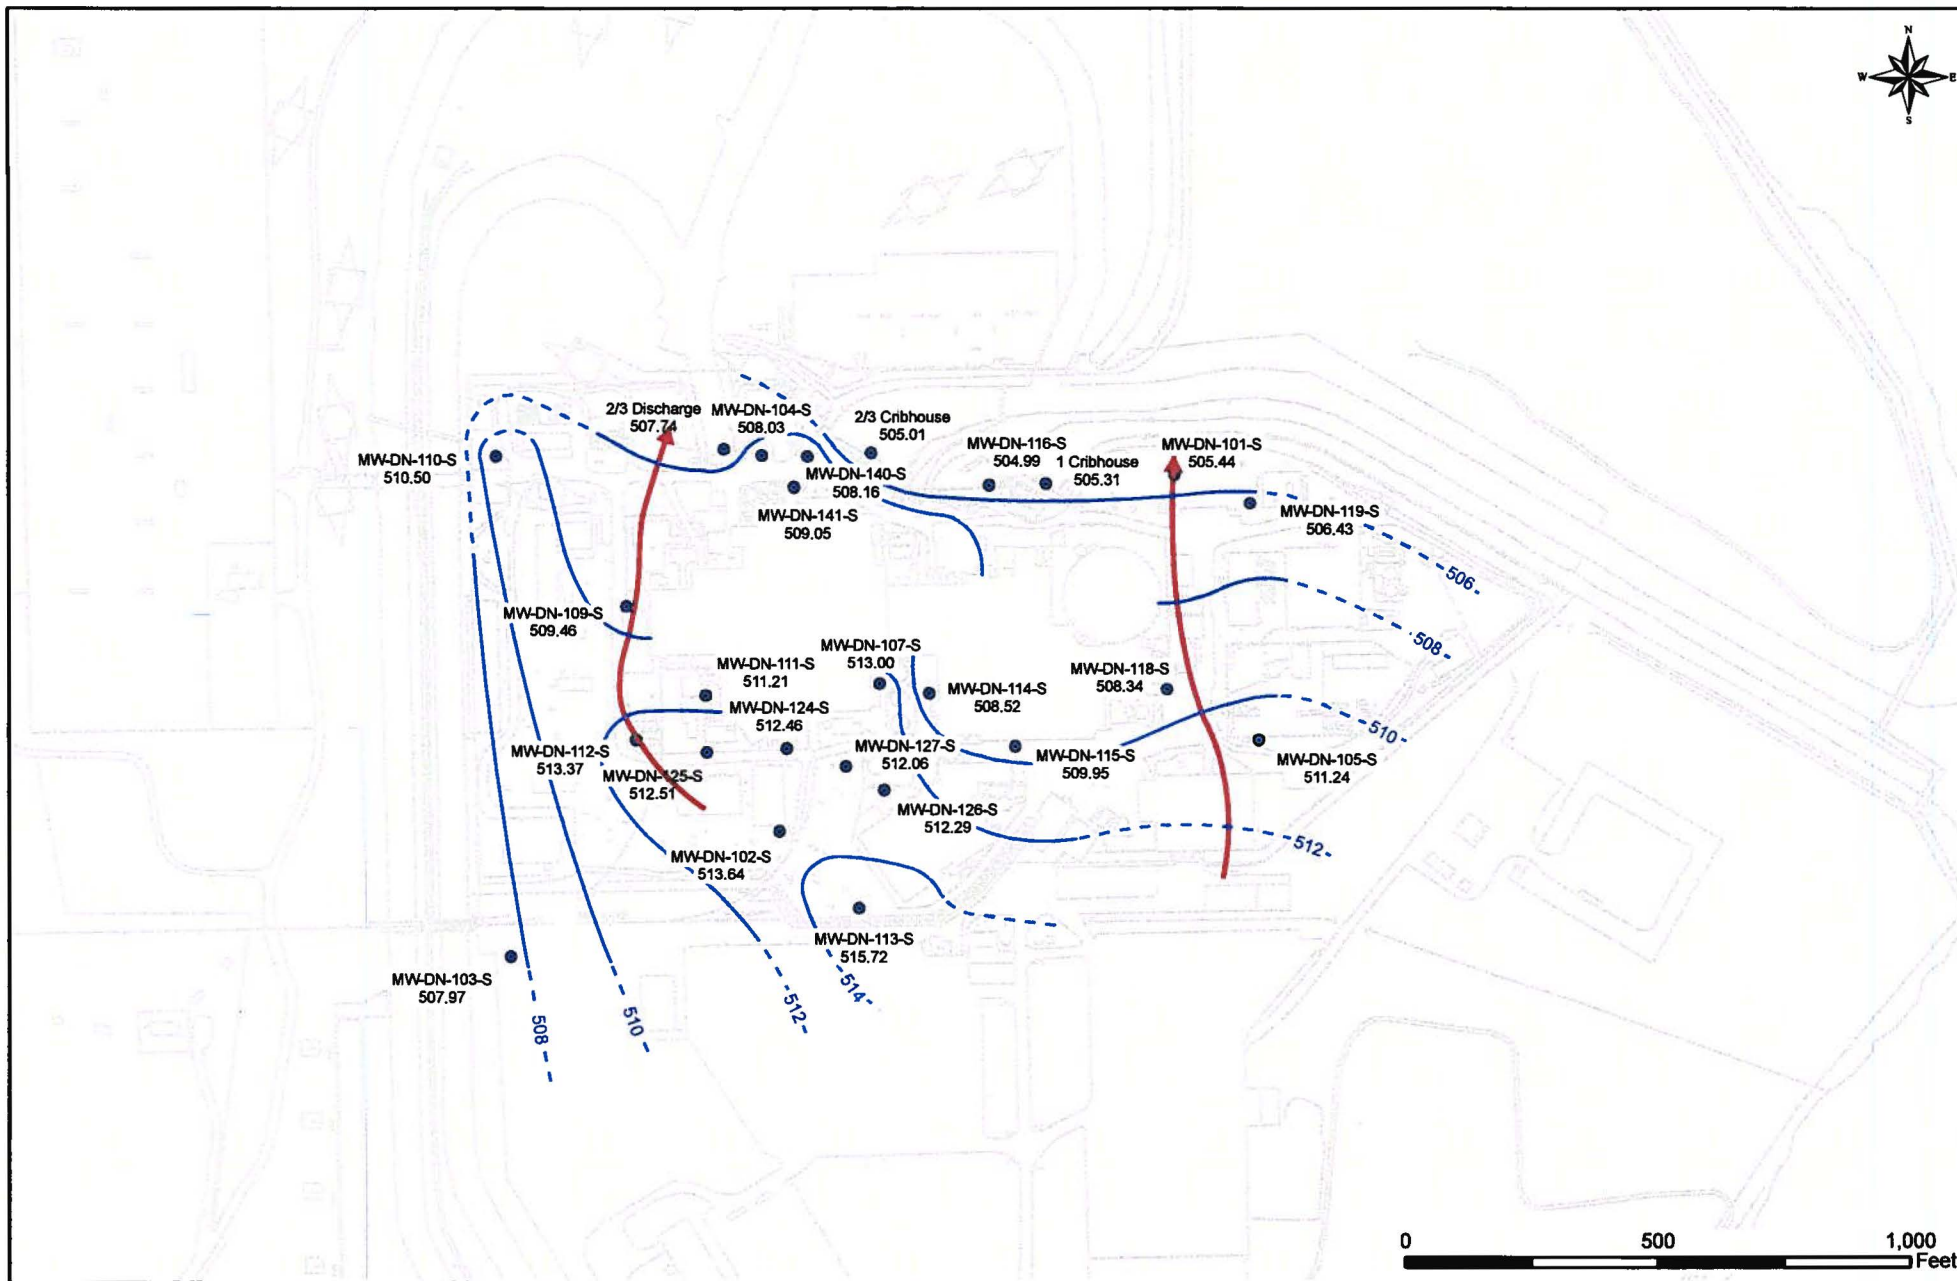 N
W E
S
2/3 Discharge
507.74
MW-DN-104-S
508.03
2/3 Cribhouse
505.01
MW-DN-110-S
510.50
MW-DN-116-S
504.99
1 Cribhouse
505.31
MW-DN-101-S
505.44
MW-DN-140-S
508.16
MW-DN-141-S
509.05
MW-DN-119-S
506.43
506
508
MW-DN-109-S
509.46
MW-DN-107-S
513.00
MW-DN-111-S
511.21
MW-DN-114-S
508.52
MW-DN-118-S
508.34
MW-DN-124-S
512.46
510
MW-DN-112-S
513.37
MW-DN-125-S
512.51
MW-DN-127-S
512.06
MW-DN-115-S
509.95
MW-DN-105-S
511.24
MW-DN-126-S
512.29
512
MW-DN-102-S
513.64
MW-DN-113-S
515.72
MW-DN-103-S
507.97
508
510
512
514
0 500 1,000
Feet